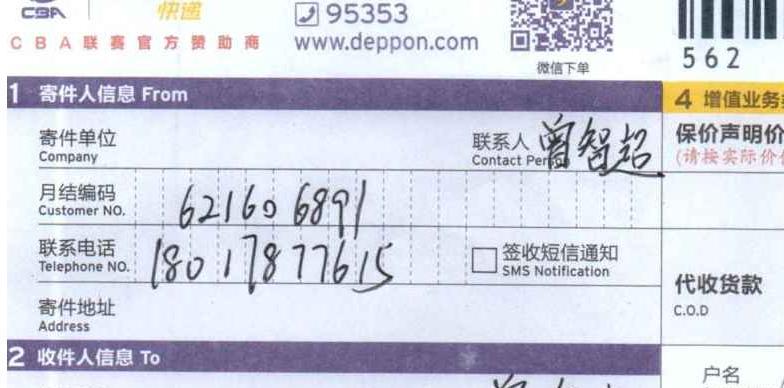 CBA 快递 95353
CBA联赛官方赞助商 www.deppon.com
微信下单
562
1 寄件人信息 From
4 增值业务
寄件单位
Company
联系人 曾智超
Contact Person
保价声明价
(请按实际价
月结编码 621606891
Customer NO.
联系电话 18017877615
Telephone NO.
签收短信通知
SMS Notification
代收货款
C.O.D
寄件地址
Address
2 收件人信息 To
户名